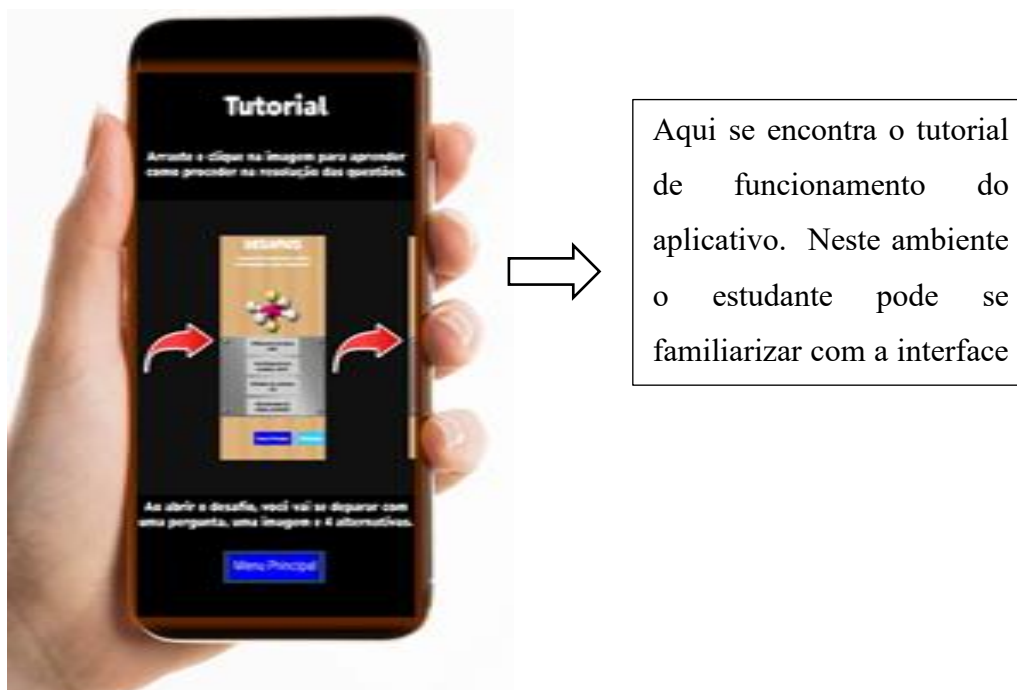 Tutorial
Arraste e clique na imagem para aprender
como proceder na resolução das questões.
DESAFIOS
Ao abrir o desafio, você vai se deparar com
uma pergunta, uma imagem e 4 alternativas.
Menu Principal
Aqui se encontra o tutorial
de funcionamento do
aplicativo. Neste ambiente
o estudante pode se
familiarizar com a interface